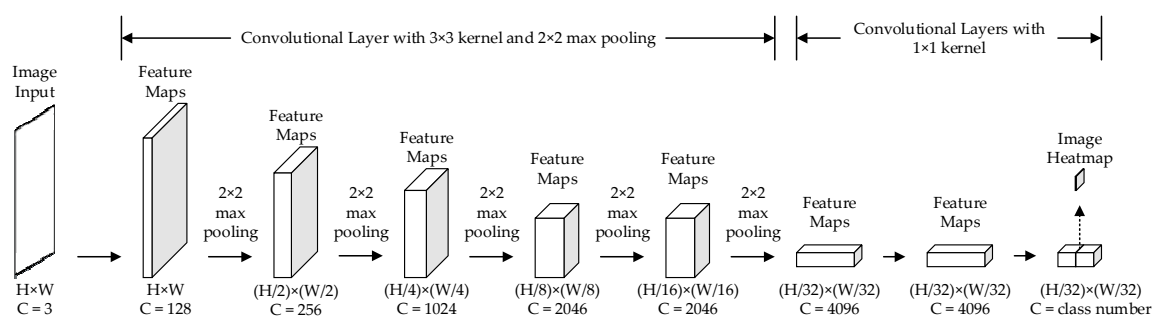 Convolutional Layer with 3×3 kernel and 2×2 max pooling
Convolutional Layers with
1×1 kernel
Image
Input
H×W
C = 3
Feature
Maps
H×W
C = 128
2×2
max
pooling
Feature
Maps
(H/2)×(W/2)
C = 256
2×2
max
pooling
Feature
Maps
(H/4)×(W/4)
C = 1024
2×2
max
pooling
Feature
Maps
(H/8)×(W/8)
C = 2046
2×2
max
pooling
Feature
Maps
(H/16)×(W/16)
C = 2046
2×2
max
pooling
Feature
Maps
(H/32)×(W/32)
C = 4096
Feature
Maps
(H/32)×(W/32)
C = 4096
Image
Heatmap
(H/32)×(W/32)
C = class number